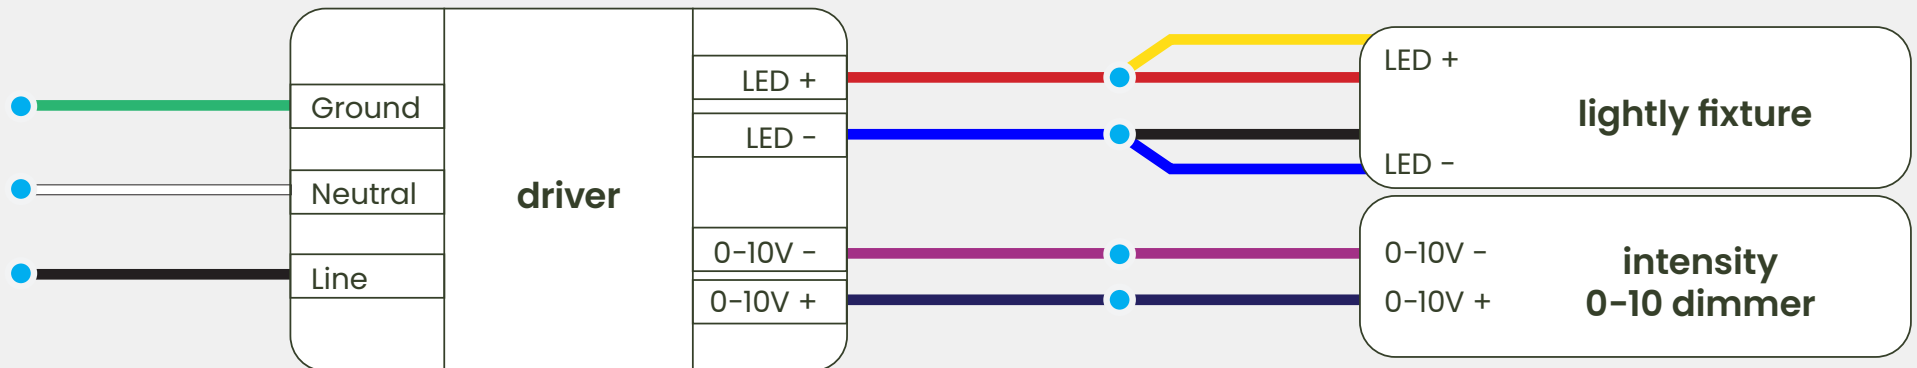 Ground
Neutral
Line
driver
LED +
LED -
0-10V -
0-10V +
LED +
lightly fixture
LED -
0-10V -
0-10V +
intensity
0-10 dimmer